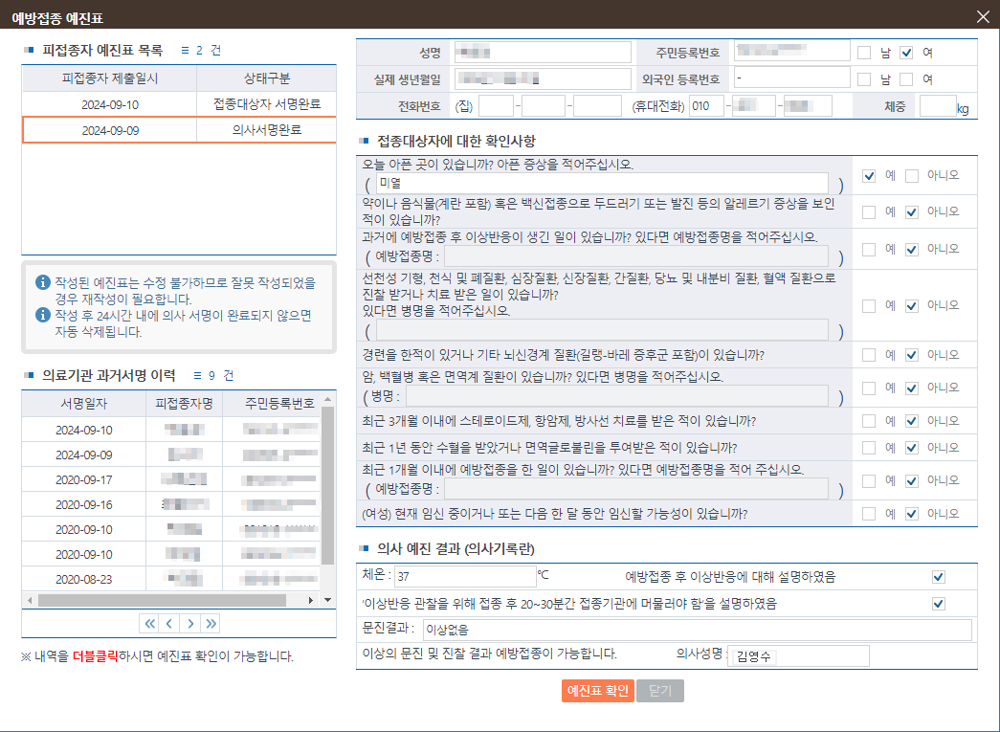 예방접종 예진표
피접종자 예진표 목록 ≡ 2 건
피접종자 제출일시 상태구분
2024-09-10 접종대상자 서명완료
2024-09-09 의사서명완료
작성된 예진표는 수정 불가하므로 잘못 작성되었을
경우 재작성이 필요합니다.
작성 후 24시간 내에 의사 서명이 완료되지 않으면
자동 삭제됩니다.
의료기관 과거서명 이력 ≡ 9 건
서명일자 피접종자명 주민등록번호
2024-09-10
2024-09-09
2020-09-17
2020-09-16
2020-09-10
2020-09-10
2020-08-23
※ 내역을 더블클릭하시면 예진표 확인이 가능합니다.
성명 주민등록번호 남 여
실제 생년월일 외국인 등록번호 - 남 여
전화번호 (집) - - (휴대전화) 010 - - 체중 kg
접종대상자에 대한 확인사항
오늘 아픈 곳이 있습니까? 아픈 증상을 적어주십시오.
( 미열 ) 예 아니오
약이나 음식물(계란 포함) 혹은 백신접종으로 두드러기 또는 발진 등의 알레르기 증상을 보인
적이 있습니까? 예 아니오
과거에 예방접종 후 이상반응이 생긴 일이 있습니까? 있다면 예방접종명을 적어주십시오.
( 예방접종명 : ) 예 아니오
선천성 기형, 천식 및 폐질환, 심장질환, 신장질환, 간질환, 당뇨 및 내분비 질환, 혈액 질환으로
진찰 받거나 치료 받은 일이 있습니까?
있다면 병명을 적어주십시오.
( ) 예 아니오
경련을 한적이 있거나 기타 뇌신경계 질환(길랭-바레 증후군 포함)이 있습니까? 예 아니오
암, 백혈병 혹은 면역계 질환이 있습니까? 있다면 병명을 적어주십시오.
( 병명 : ) 예 아니오
최근 3개월 이내에 스테로이드제, 항암제, 방사선 치료를 받은 적이 있습니까? 예 아니오
최근 1년 동안 수혈을 받았거나 면역글로불린을 투여받은 적이 있습니까? 예 아니오
최근 1개월 이내에 예방접종을 한 일이 있습니까? 있다면 예방접종명을 적어 주십시오.
( 예방접종명 : ) 예 아니오
(여성) 현재 임신 중이거나 또는 다음 한 달 동안 임신할 가능성이 있습니까? 예 아니오
의사 예진 결과 (의사기록란)
체온 : 37 ℃ 예방접종 후 이상반응에 대해 설명하였음
'이상반응 관찰을 위해 접종 후 20~30분간 접종기관에 머물러야 함'을 설명하였음
문진결과 : 이상없음
이상의 문진 및 진찰 결과 예방접종이 가능합니다. 의사성명 : 김영수
예진표 확인 닫기